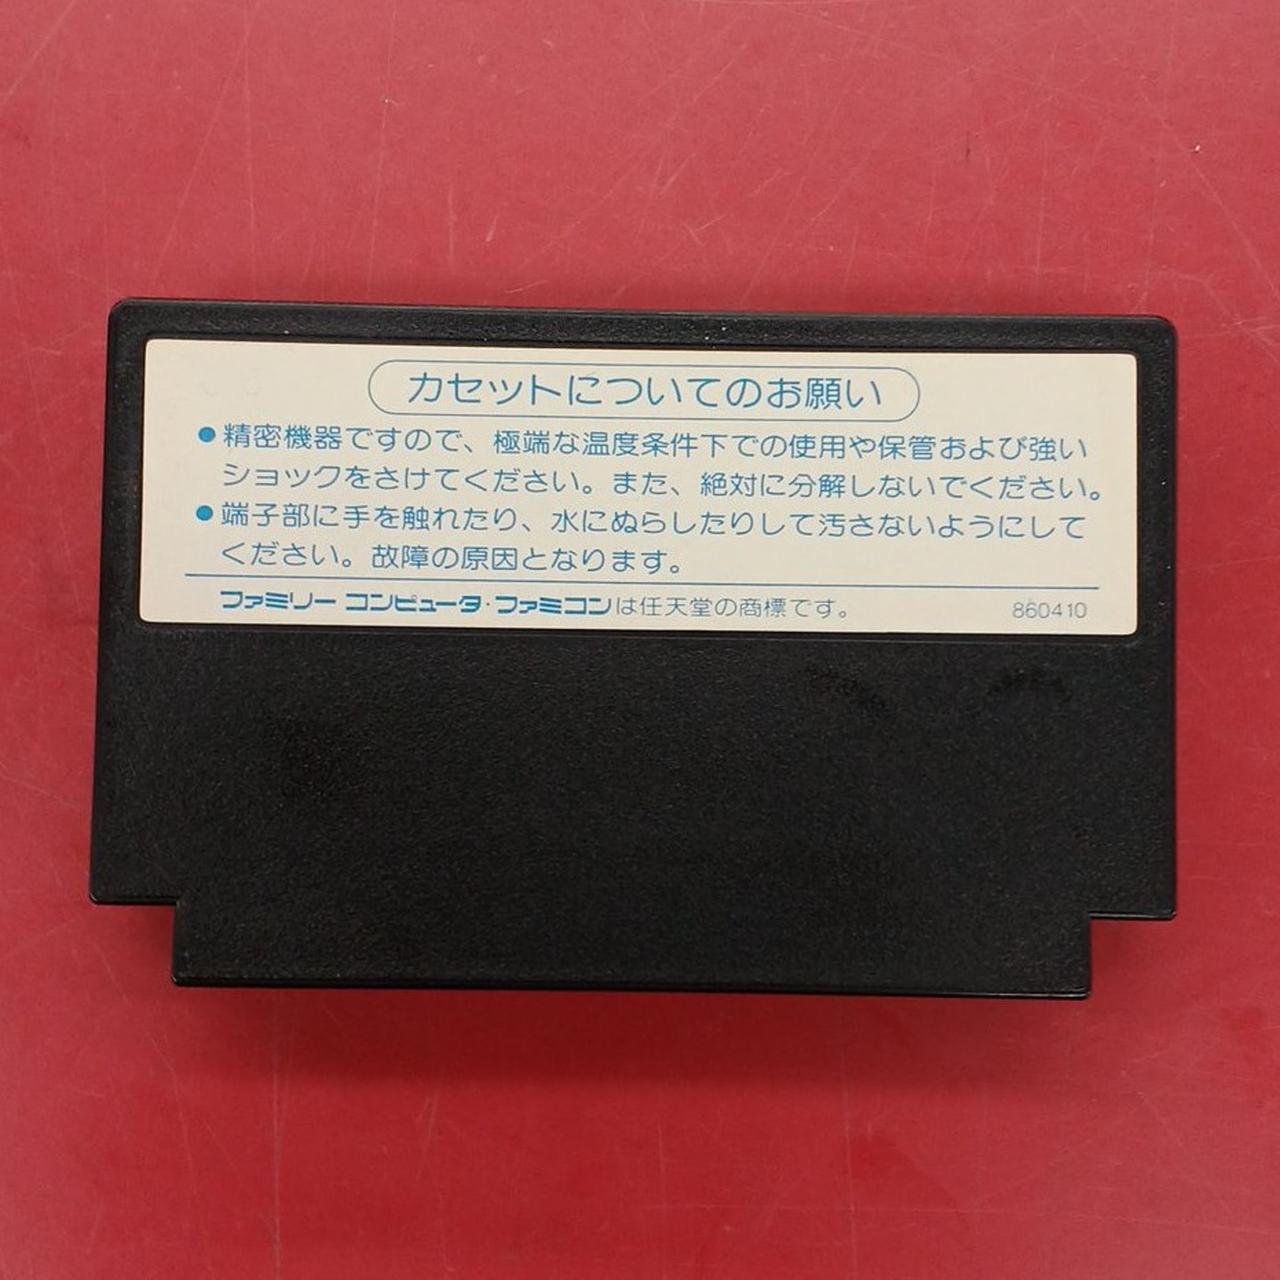 カセットについてのお願い
●精密機器ですので、極端な温度条件下での使用や保管および強い
ショックをさけてください。また、絶対に分解しないでください。
●端子部に手を触れたり、水にぬらしたりして汚さないようにして
ください。故障の原因となります。
ファミリー コンピュータ・ファミコンは任天堂の商標です。 860410